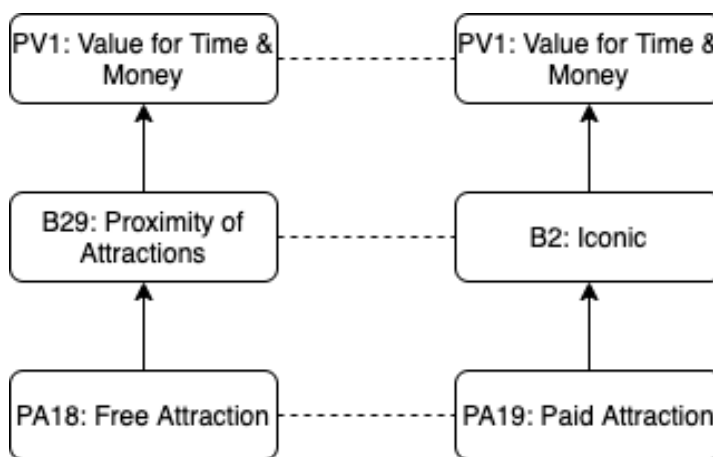 PV1: Value for Time &
Money
PV1: Value for Time &
Money
B29: Proximity of
Attractions
B2: Iconic
PA18: Free Attraction
PA19: Paid Attraction